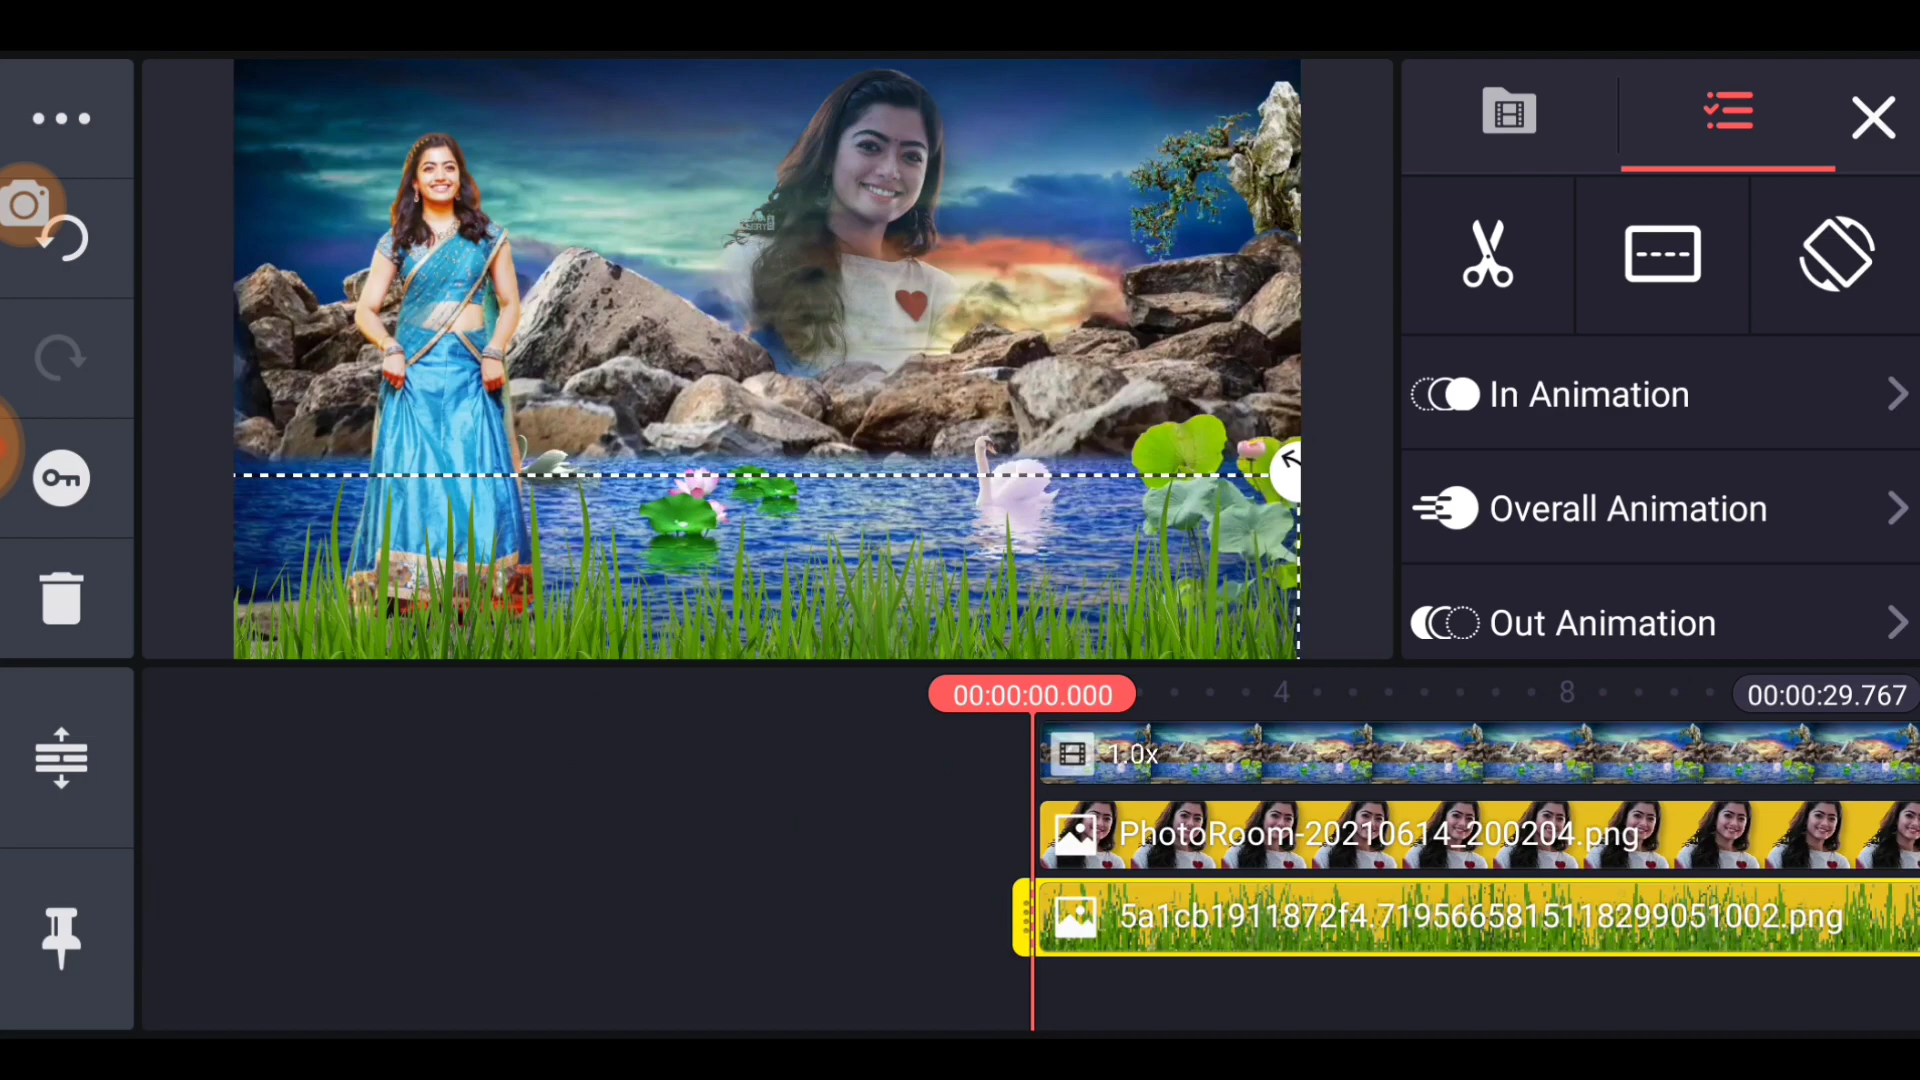 In Animation
Overall Animation
Out Animation
00:00:00.000
4
8
00:00:29.767
1.0x
PhotoRoom-20210614_200204.png
5a1cb1911872f4.7195665815118299051002.png